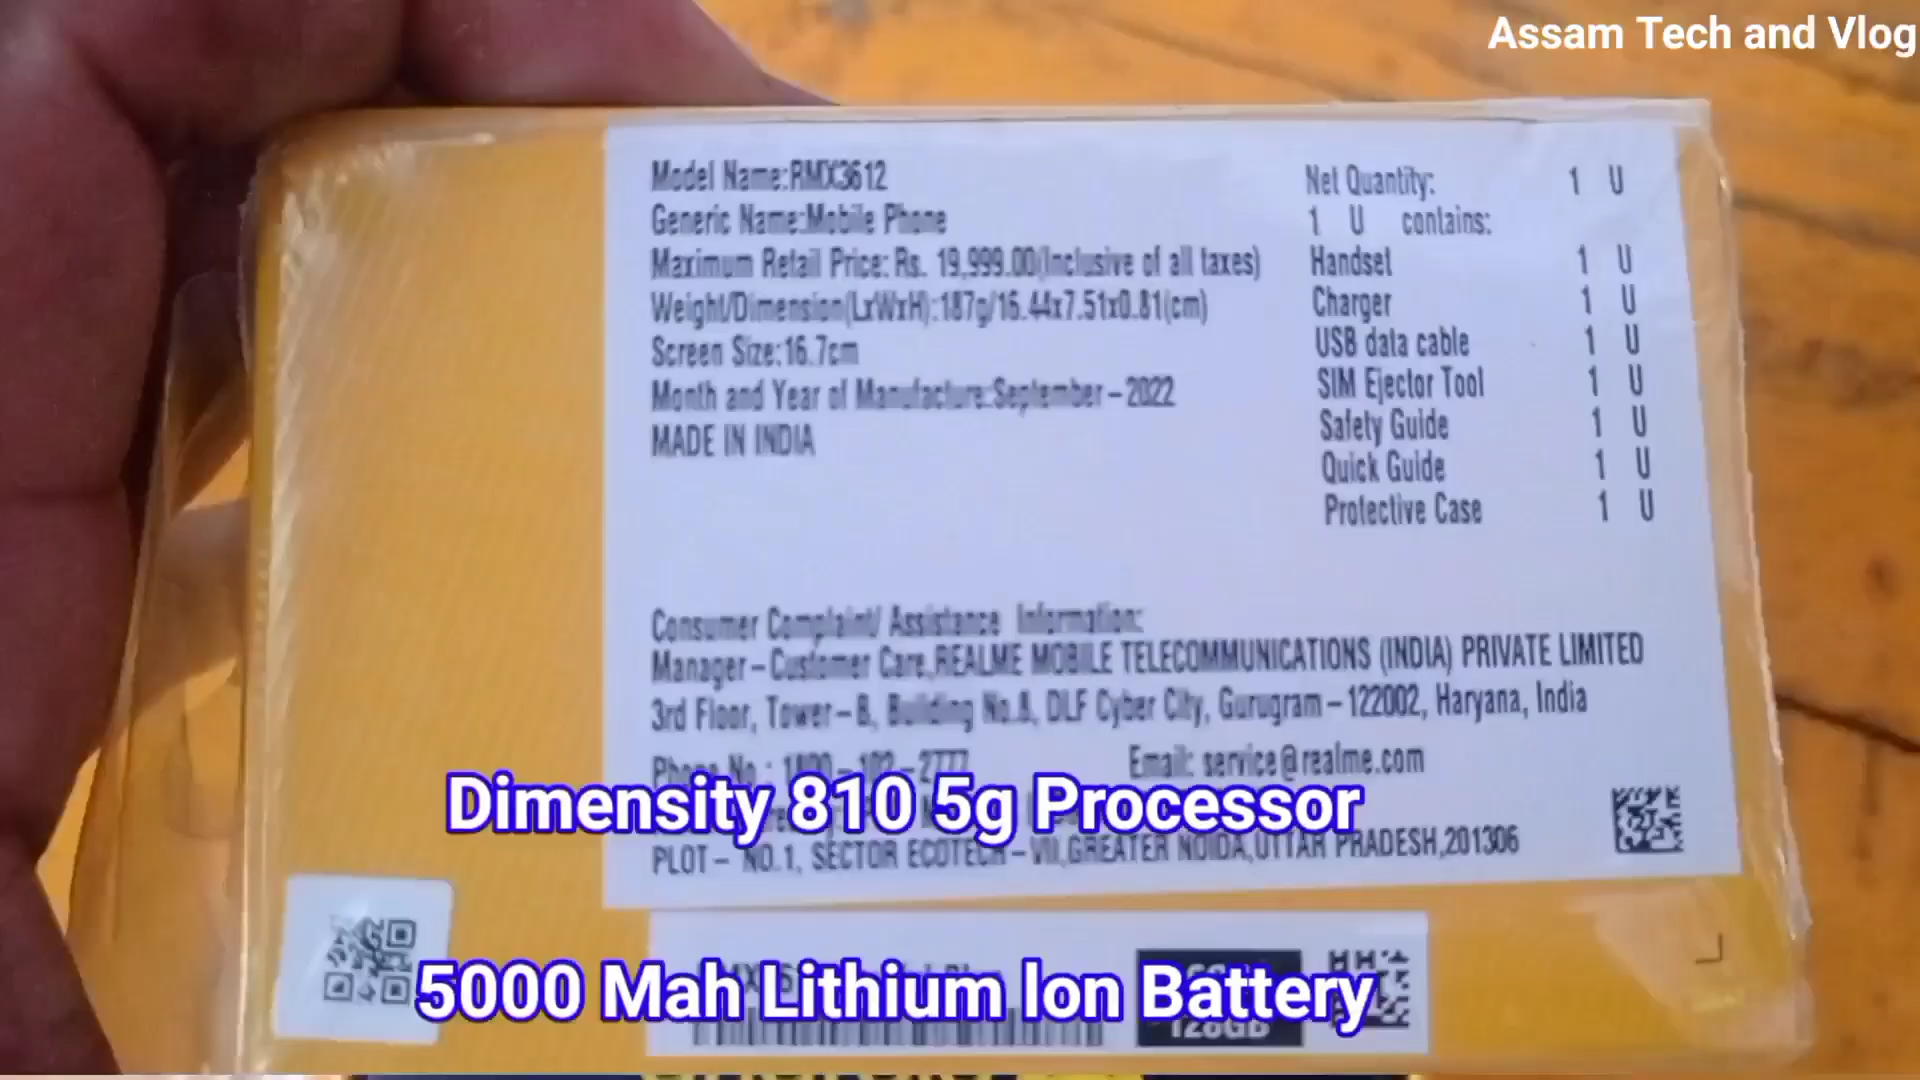 Assam Tech and Vlog
Model Name:RMX3612
Generic Name:Mobile Phone
Maximum Retail Price: Rs. 19,999.00(Inclusive of all taxes)
Weight/Dimension(LxWxH):187g/16.44x7.51x0.81(cm)
Screen Size:16.7cm
Month and Year of Manufacture:September-2022
MADE IN INDIA
Net Quantity: 1 U
1 U contains:
Handset 1 U
Charger 1 U
USB data cable 1 U
SIM Ejector Tool 1 U
Safety Guide 1 U
Quick Guide 1 U
Protective Case 1 U
Consumer Complaint/ Assistance Information:
Manager-Customer Care,REALME MOBILE TELECOMMUNICATIONS (INDIA) PRIVATE LIMITED
3rd Floor, Tower-B, Building No.8, DLF Cyber City, Gurugram-122002, Haryana, India
Phone No.: 1800-102-2777 Email: service@realme.com
Dimensity 810 5g Processor
PLOT- NO.1, SECTOR ECOTECH-VII,GREATER NOIDA,UTTAR PRADESH,201306
5000 Mah Lithium Ion Battery
128GB